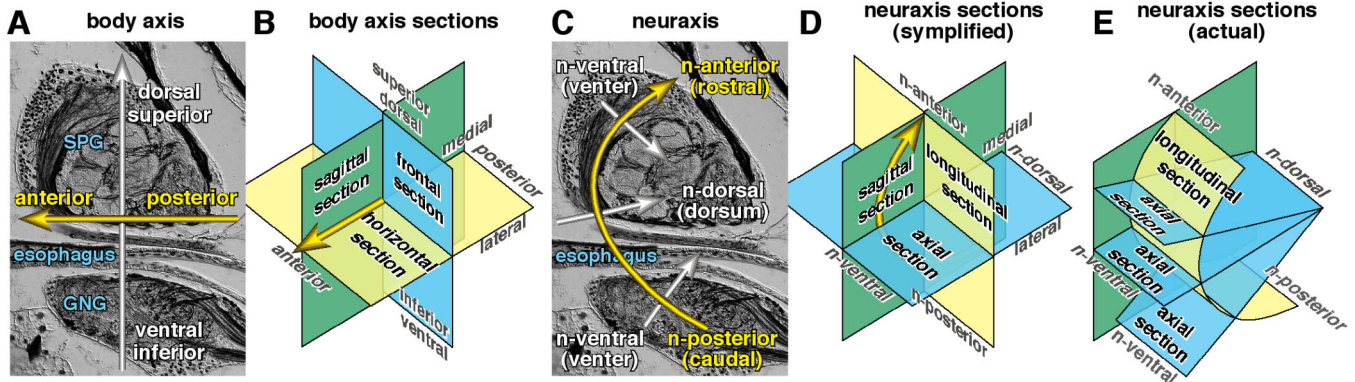 A
body axis
dorsal
superior
SPG
anterior
posterior
esophagus
GNG
ventral
inferior
B
body axis sections
superior
dorsal
medial
posterior
sagittal
section
frontal
section
horizontal
section
anterior
lateral
inferior
ventral
C
neuraxis
n-ventral
(venter)
n-anterior
(rostral)
n-dorsal
(dorsum)
esophagus
n-ventral
(venter)
n-posterior
(caudal)
D
neuraxis sections
(symplified)
n-anterior
medial
n-dorsal
sagittal
section
longitudinal
section
axial
section
n-ventral
lateral
n-posterior
E
neuraxis sections
(actual)
n-anterior
longitudinal
section
n-dorsal
axial
section
axial
section
n-ventral
n-posterior
axial
section
n-ventral